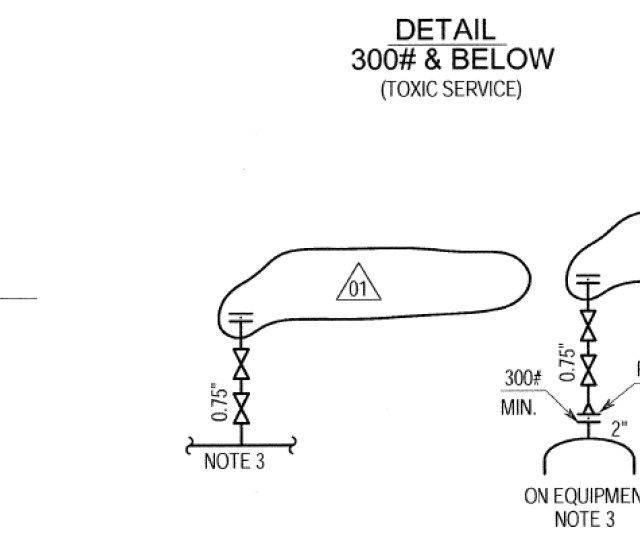 DETAIL
300# & BELOW
(TOXIC SERVICE)
01
0.75"
NOTE 3
0.75"
300#
MIN.
2"
ON EQUIPMEN
NOTE 3